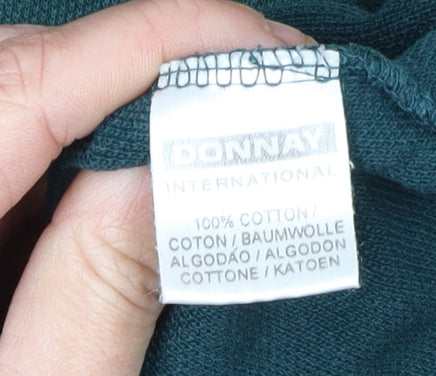 DONNAY
INTERNATIONAL
100% COTTON /
COTON / BAUMWOLLE
ALGODÃO / ALGODON
COTTONE / KATOEN